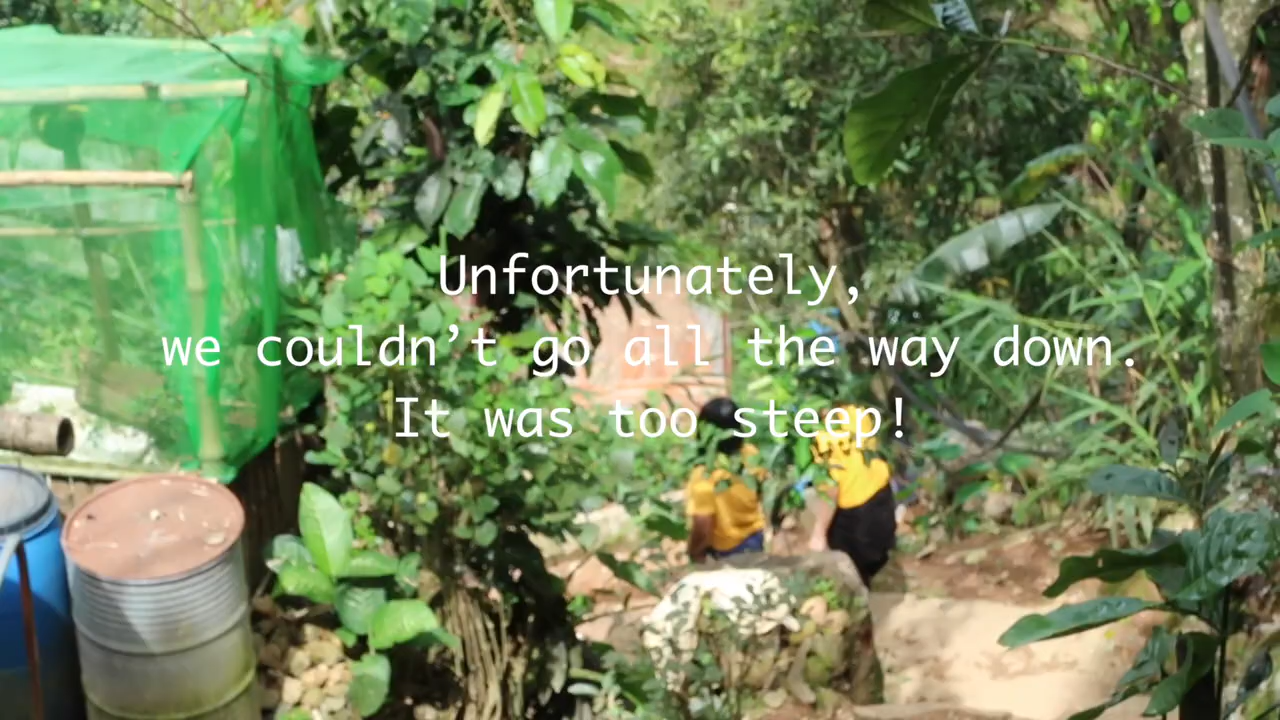 Unfortunately,
we couldn’t go all the way down.
It was too steep!